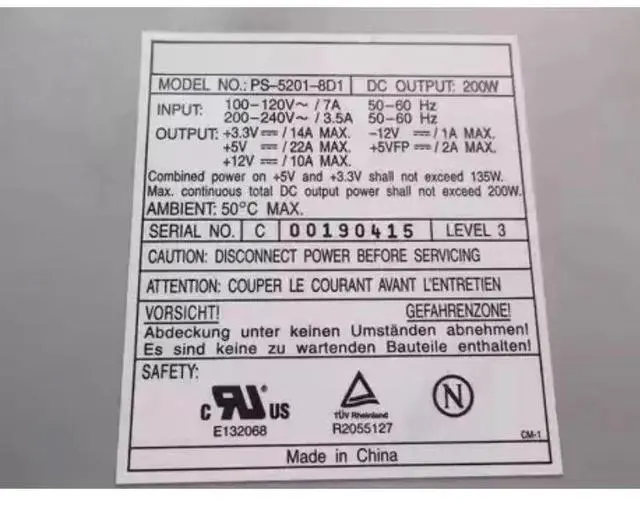 MODEL NO.: PS-5201-8D1 DC OUTPUT: 200W
INPUT: 100-120V~ /7A 50-60 Hz
200-240V~ /3.5A 50-60 Hz
OUTPUT: +3.3V⎓/14A MAX. -12V ⎓/1A MAX.
+5V ⎓/22A MAX. +5VFP ⎓/2A MAX.
+12V ⎓/10A MAX.
Combined power on +5V and +3.3V shall not exceed 135W.
Max. continuous total DC output power shall not exceed 200W.
AMBIENT: 50°C MAX.
SERIAL NO. C 00190415 LEVEL 3
CAUTION: DISCONNECT POWER BEFORE SERVICING
ATTENTION: COUPER LE COURANT AVANT L'ENTRETIEN
VORSICHT! GEFAHRENZONE!
Abdeckung unter keinen Umständen abnehmen!
Es sind keine zu wartenden Bauteile enthalten!
SAFETY:
c RU® US
E132068
TÜV Rheinland
R2055127
N
CM-1
Made in China